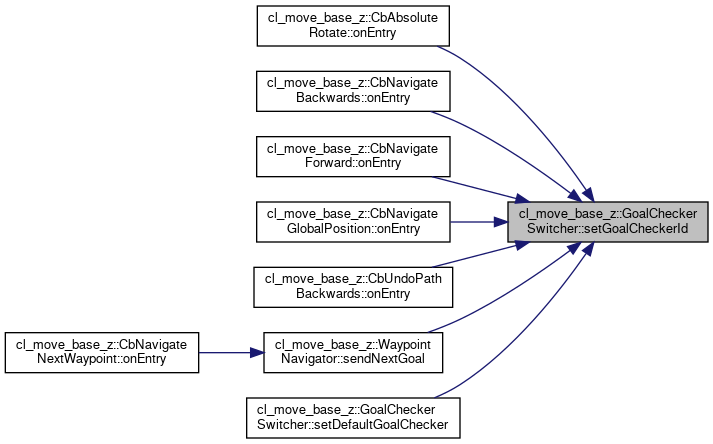 cl_move_base_z::CbAbsolute
Rotate::onEntry
cl_move_base_z::CbNavigate
Backwards::onEntry
cl_move_base_z::CbNavigate
Forward::onEntry
cl_move_base_z::CbNavigate
GlobalPosition::onEntry
cl_move_base_z::GoalChecker
Switcher::setGoalCheckerId
cl_move_base_z::CbUndoPath
Backwards::onEntry
cl_move_base_z::CbNavigate
NextWaypoint::onEntry
cl_move_base_z::Waypoint
Navigator::sendNextGoal
cl_move_base_z::GoalChecker
Switcher::setDefaultGoalChecker